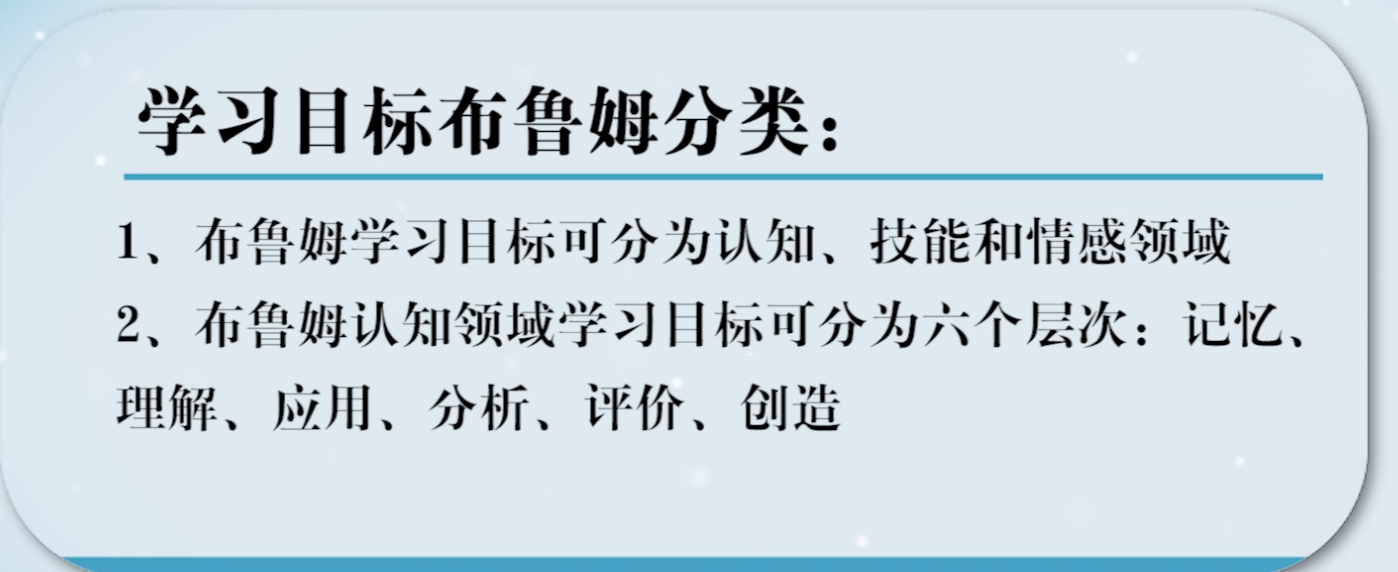 学习目标布鲁姆分类：
1、布鲁姆学习目标可分为认知、技能和情感领域
2、布鲁姆认知领域学习目标可分为六个层次：记忆、
理解、应用、分析、评价、创造